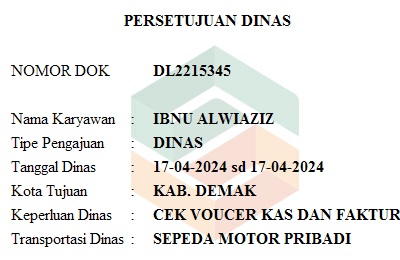 PERSETUJUAN DINAS
NOMOR DOK DL2215345
Nama Karyawan : IBNU ALWIAZIZ
Tipe Pengajuan : DINAS
Tanggal Dinas : 17-04-2024 sd 17-04-2024
Kota Tujuan : KAB. DEMAK
Keperluan Dinas : CEK VOUCER KAS DAN FAKTUR
Transportasi Dinas : SEPEDA MOTOR PRIBADI